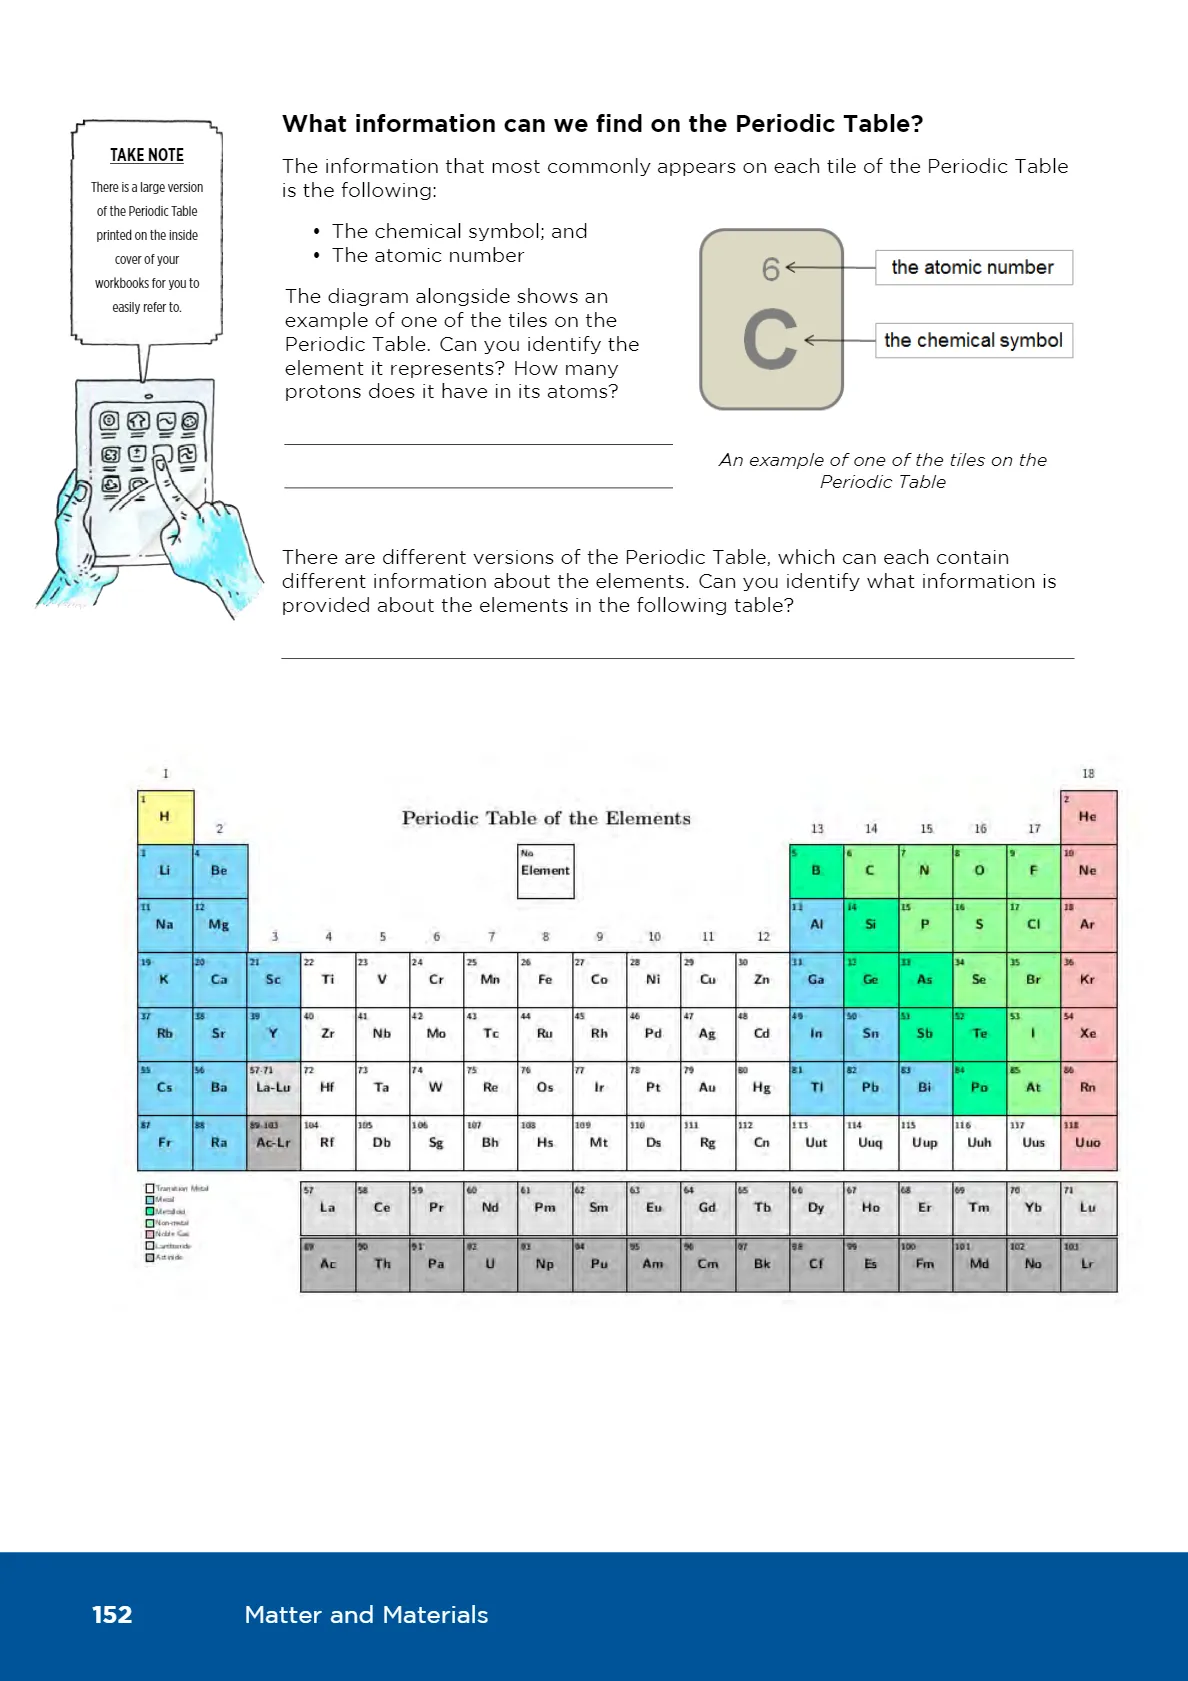 TAKE NOTE
There is a large version
of the Periodic Table
printed on the inside
cover of your
workbooks for you to
easily refer to.
What information can we find on the Periodic Table?
The information that most commonly appears on each tile of the Periodic Table
is the following:
• The chemical symbol; and
• The atomic number
The diagram alongside shows an
example of one of the tiles on the
Periodic Table. Can you identify the
element it represents? How many
protons does it have in its atoms?
6
the atomic number
C
the chemical symbol
An example of one of the tiles on the
Periodic Table
There are different versions of the Periodic Table, which can each contain
different information about the elements. Can you identify what information is
provided about the elements in the following table?
1 18
Periodic Table of the Elements
1 2
H He
2 13 14 15 16 17
3 4 No 5 6 7 8 9 10
Li Be Element B C N O F Ne
11 12 13 14 15 16 17 18
Na Mg Al Si P S Cl Ar
3 4 5 6 7 8 9 10 11 12
19 20 21 22 23 24 25 26 27 28 29 30 31 32 33 34 35 36
K Ca Sc Ti V Cr Mn Fe Co Ni Cu Zn Ga Ge As Se Br Kr
37 38 39 40 41 42 43 44 45 46 47 48 49 50 51 52 53 54
Rb Sr Y Zr Nb Mo Tc Ru Rh Pd Ag Cd In Sn Sb Te I Xe
55 56 57-71 72 73 74 75 76 77 78 79 80 81 82 83 84 85 86
Cs Ba La-Lu Hf Ta W Re Os Ir Pt Au Hg Tl Pb Bi Po At Rn
87 88 89-103 104 105 106 107 108 109 110 111 112 113 114 115 116 117 118
Fr Ra Ac-Lr Rf Db Sg Bh Hs Mt Ds Rg Cn Uut Uuq Uup Uuh Uus Uuo
Transition Metal
Metal
Metalloid
Non-metal
Noble Gas
Lanthanide
Actinide
57 58 59 60 61 62 63 64 65 66 67 68 69 70 71
La Ce Pr Nd Pm Sm Eu Gd Tb Dy Ho Er Tm Yb Lu
89 90 91 92 93 94 95 96 97 98 99 100 101 102 103
Ac Th Pa U Np Pu Am Cm Bk Cf Es Fm Md No Lr
152 Matter and Materials